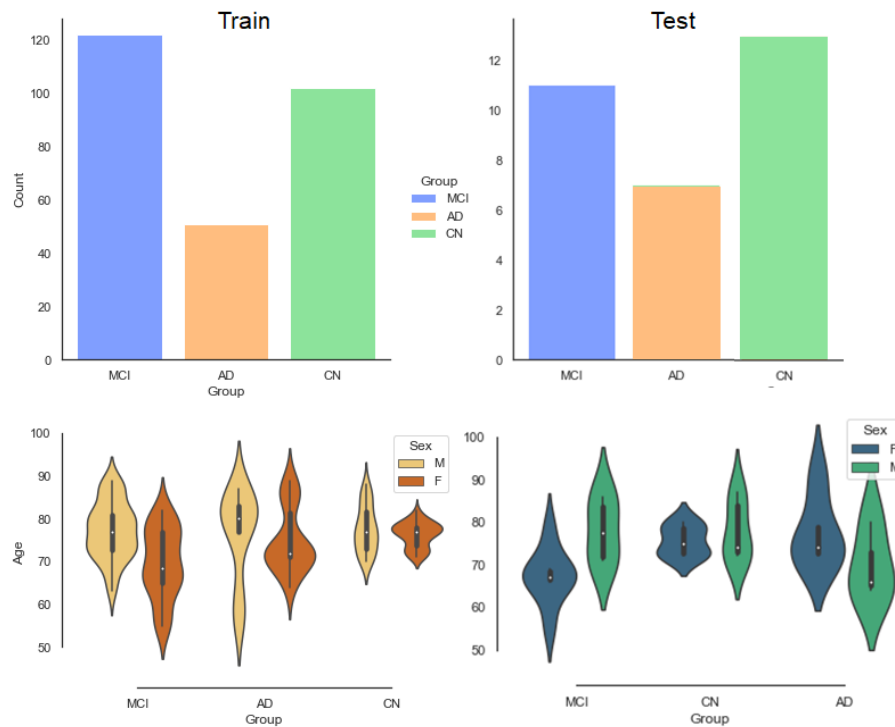 Train
120
100
80
60
40
20
0
Count
MCI
AD
CN
Group
Group
MCI
AD
CN
Test
12
10
8
6
4
2
0
MCI
AD
CN
100
90
80
70
60
50
Age
Sex
M
F
MCI
AD
CN
Group
100
90
80
70
60
50
Sex
F
M
MCI
CN
AD
Group